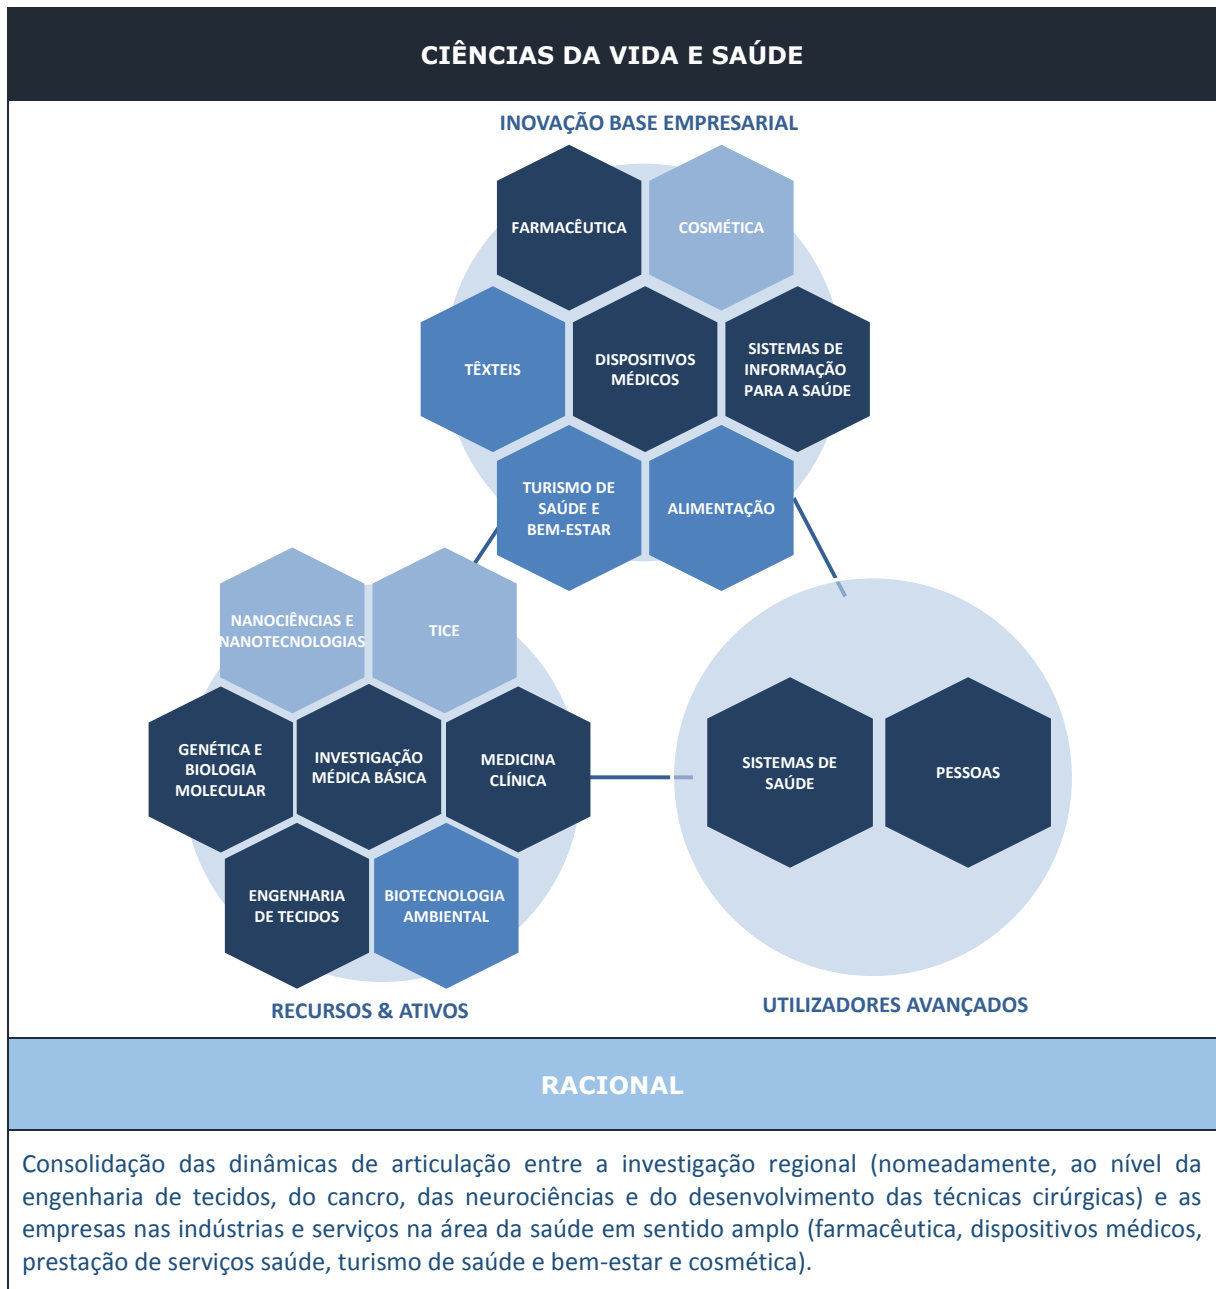 CIÊNCIAS DA VIDA E SAÚDE
INOVAÇÃO BASE EMPRESARIAL
FARMACÊUTICA
COSMÉTICA
TÊXTEIS
DISPOSITIVOS
MÉDICOS
SISTEMAS DE
INFORMAÇÃO
PARA A SAÚDE
TURISMO DE
SAÚDE E
BEM-ESTAR
ALIMENTAÇÃO
NANOCIÊNCIAS E
NANOTECNOLOGIAS
TICE
GENÉTICA E
BIOLOGIA
MOLECULAR
INVESTIGAÇÃO
MÉDICA BÁSICA
MEDICINA
CLÍNICA
ENGENHARIA
DE TECIDOS
BIOTECNOLOGIA
AMBIENTAL
RECURSOS & ATIVOS
SISTEMAS DE
SAÚDE
PESSOAS
UTILIZADORES AVANÇADOS
RACIONAL
Consolidação das dinâmicas de articulação entre a investigação regional (nomeadamente, ao nível da
engenharia de tecidos, do cancro, das neurociências e do desenvolvimento das técnicas cirúrgicas) e as
empresas nas indústrias e serviços na área da saúde em sentido amplo (farmacêutica, dispositivos médicos,
prestação de serviços saúde, turismo de saúde e bem-estar e cosmética).